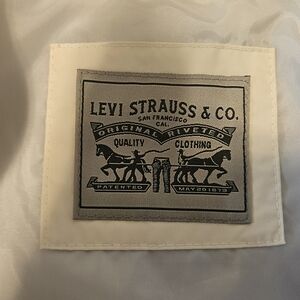 LEVI STRAUSS & CO.
SAN FRANCISCO
CAL.
ORIGINAL RIVETED
QUALITY CLOTHING
PATENTED MAY 20 1873